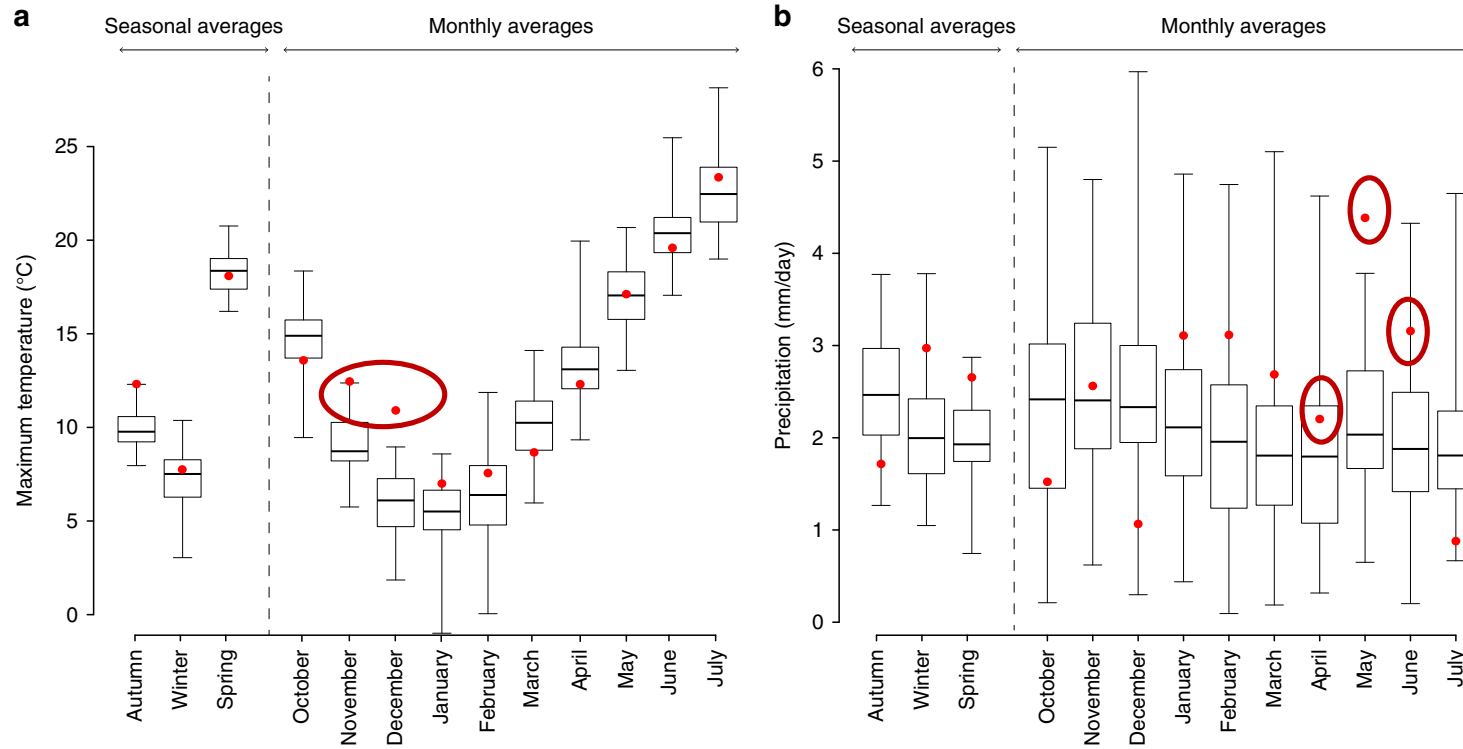 a
Seasonal averages
Monthly averages
Maximum temperature (°C)
25
20
15
10
5
0
Autumn
Winter
Spring
October
November
December
January
February
March
April
May
June
July
b
Seasonal averages
Monthly averages
Precipitation (mm/day)
6
5
4
3
2
1
0
Autumn
Winter
Spring
October
November
December
January
February
March
April
May
June
July